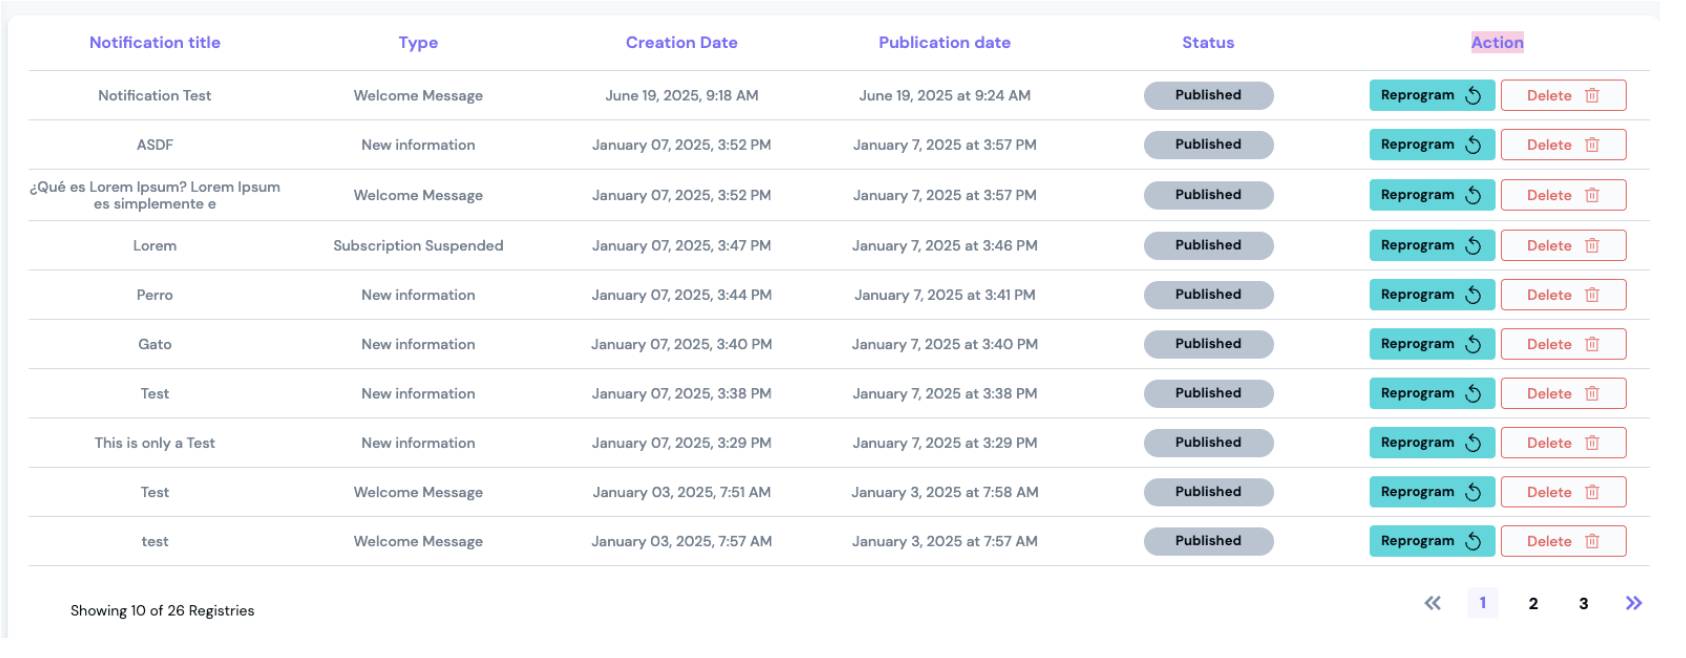 Notification title Type Creation Date Publication date Status Action
Notification Test Welcome Message June 19, 2025, 9:18 AM June 19, 2025 at 9:24 AM Published Reprogram Delete
ASDF New information January 07, 2025, 3:52 PM January 7, 2025 at 3:57 PM Published Reprogram Delete
¿Qué es Lorem Ipsum? Lorem Ipsum
es simplemente e Welcome Message January 07, 2025, 3:52 PM January 7, 2025 at 3:57 PM Published Reprogram Delete
Lorem Subscription Suspended January 07, 2025, 3:47 PM January 7, 2025 at 3:46 PM Published Reprogram Delete
Perro New information January 07, 2025, 3:44 PM January 7, 2025 at 3:41 PM Published Reprogram Delete
Gato New information January 07, 2025, 3:40 PM January 7, 2025 at 3:40 PM Published Reprogram Delete
Test New information January 07, 2025, 3:38 PM January 7, 2025 at 3:38 PM Published Reprogram Delete
This is only a Test New information January 07, 2025, 3:29 PM January 7, 2025 at 3:29 PM Published Reprogram Delete
Test Welcome Message January 03, 2025, 7:51 AM January 3, 2025 at 7:58 AM Published Reprogram Delete
test Welcome Message January 03, 2025, 7:57 AM January 3, 2025 at 7:57 AM Published Reprogram Delete
Showing 10 of 26 Registries « 1 2 3 »